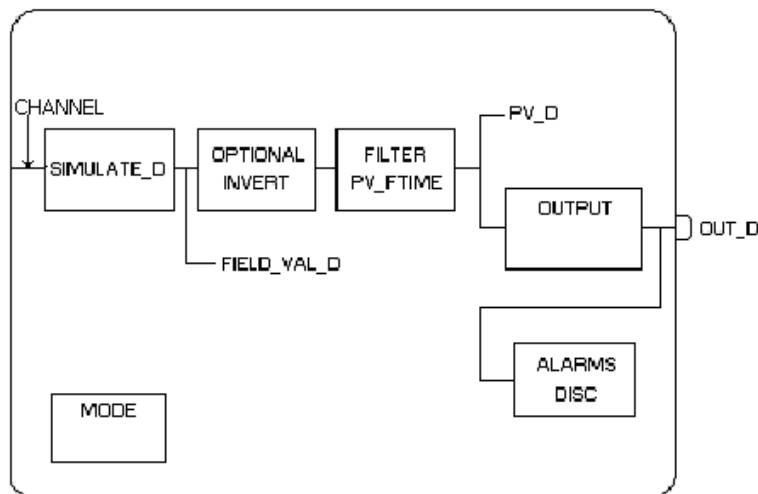 CHANNEL
SIMULATE_D
OPTIONAL
INVERT
FILTER
PV_FTIME
PV_D
OUTPUT
OUT_D
FIELD_VAL_D
ALARMS
DISC
MODE